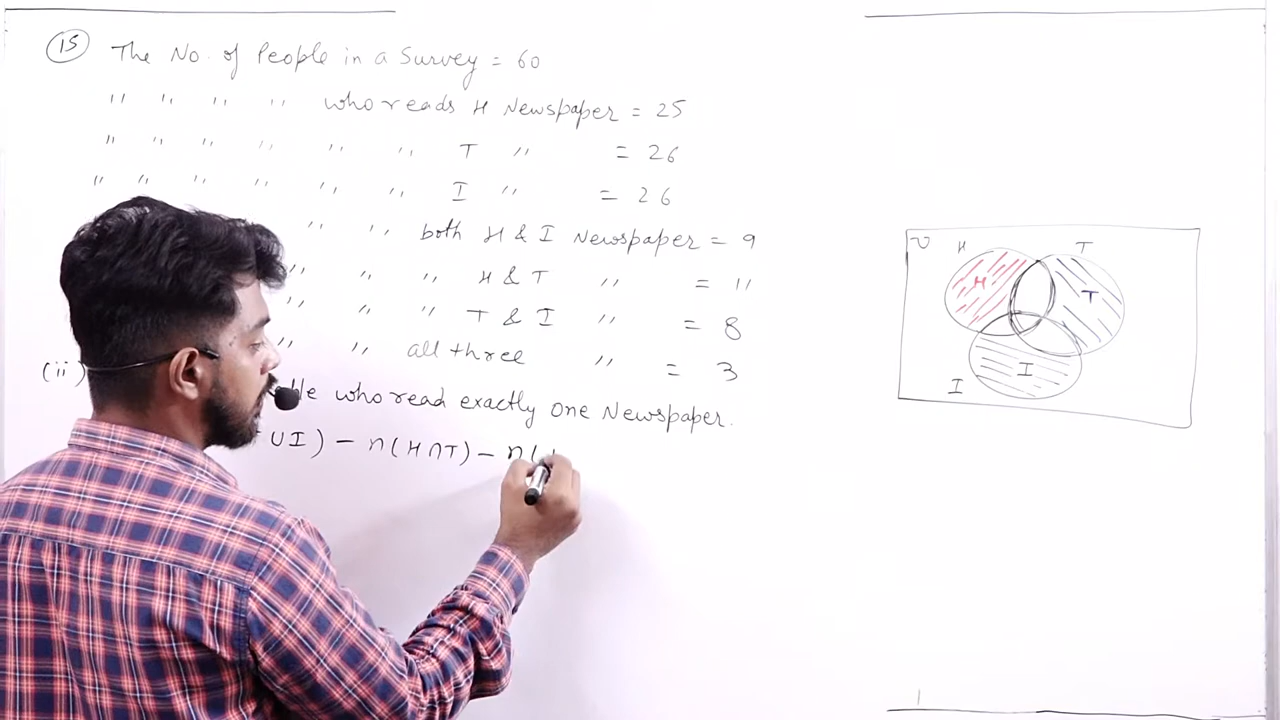 15 The No. of People in a Survey = 60
" " " " who reads H Newspaper = 25
" " " " " " T " = 26
" " " " " " I " = 26
" " both H & I Newspaper = 9
" " " H & T " = 11
" " " T & I " = 8
" " all three " = 3
(ii) who read exactly one Newspaper.
∪ I) – n(H∩T) – n(
U H T
H
T
I
I